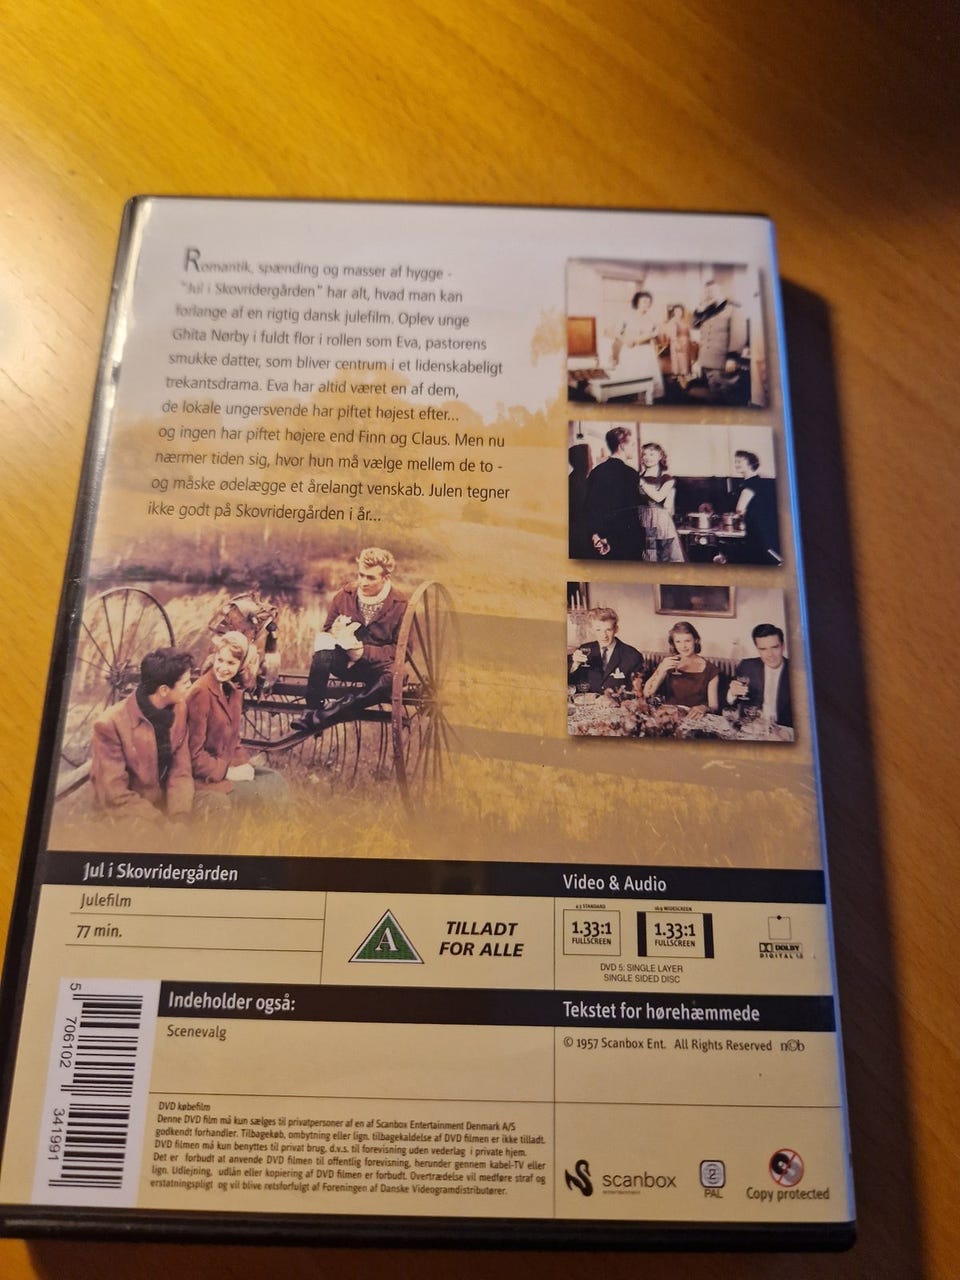 Romantik, spænding og masser af hygge -
"Jul i Skovridergården" har alt, hvad man kan
forlange af en rigtig dansk julefilm. Oplev unge
Ghita Nørby i fuldt flor i rollen som Eva, pastorens
smukke datter, som bliver centrum i et lidenskabeligt
trekantsdrama. Eva har altid været en af dem,
de lokale ungersvende har piftet højest efter...
og ingen har piftet højere end Finn og Claus. Men nu
nærmer tiden sig, hvor hun må vælge mellem de to -
og måske ødelægge et årelangt venskab. Julen tegner
ikke godt på Skovridergården i år...
Jul i Skovridergården
Julefilm
77 min.
A
TILLADT
FOR ALLE
Video & Audio
4:3 STANDARD
1.33:1
FULLSCREEN
16:9 WIDESCREEN
1.33:1
FULLSCREEN
DVD 5: SINGLE LAYER
SINGLE SIDED DISC
DOLBY
DIGITAL
Indeholder også:
Scenevalg
Tekstet for hørehæmmede
© 1957 Scanbox Ent. All Rights Reserved n©b
5 706102 341991
DVD købefilm
Denne DVD film må kun sælges til privatpersoner af en af Scanbox Entertainment Danmark A/S
godkendt forhandler. Tilbagekøb, ombytning eller lign. tilbagekaldelse af DVD filmen er ikke tilladt.
DVD filmen må kun benyttes til privat brug, d.v.s. til forevisning uden vederlag i private hjem.
Det er forbudt at anvende DVD filmen til offentlig forevisning, herunder gennem kabel-TV eller
lign. Udlejning, udlån eller kopiering af DVD filmen er forbudt. Overtrædelse vil medføre straf og
erstatningspligt og vil blive retsforfulgt af Foreningen af Danske Videogramdistributører.
scanbox
entertainment
2
PAL
Copy protected